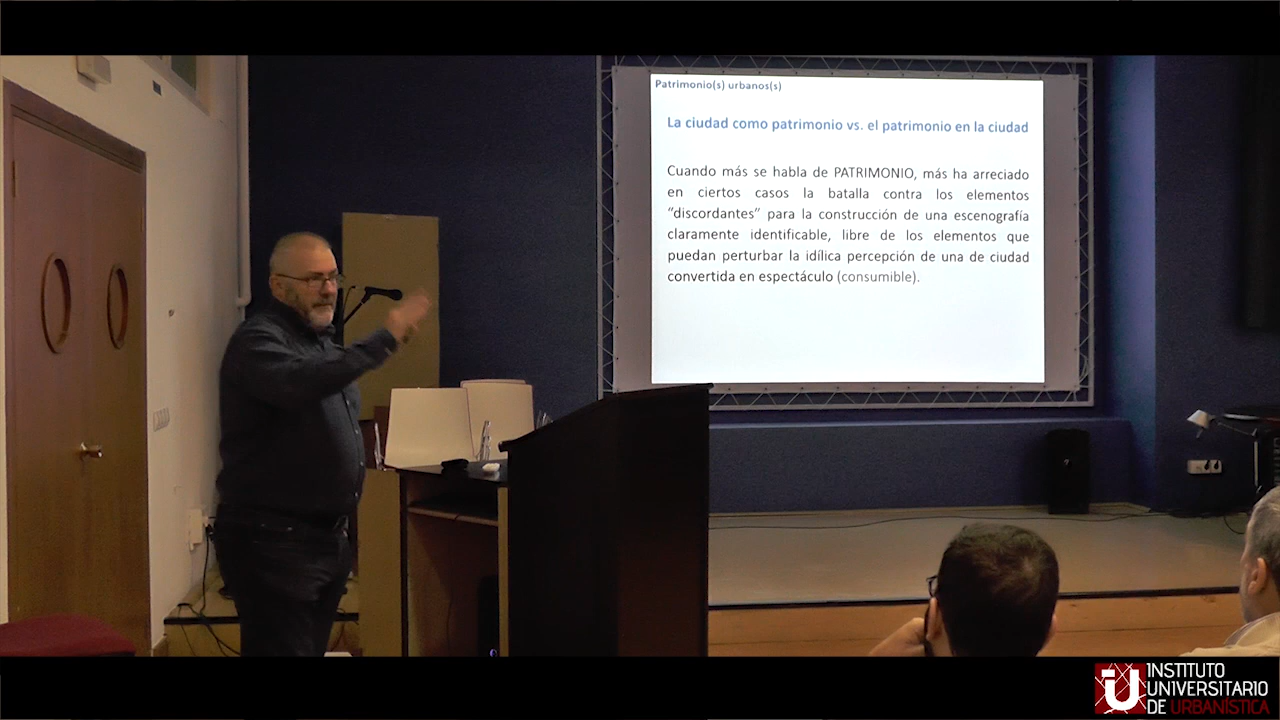 Patrimonio(s) urbanos(s)
La ciudad como patrimonio vs. el patrimonio en la ciudad
Cuando más se habla de PATRIMONIO, más ha arreciado
en ciertos casos la batalla contra los elementos
“discordantes” para la construcción de una escenografía
claramente identificable, libre de los elementos que
puedan perturbar la idílica percepción de una de ciudad
convertida en espectáculo (consumible).
iU INSTITUTO
UNIVERSITARIO
DE URBANÍSTICA